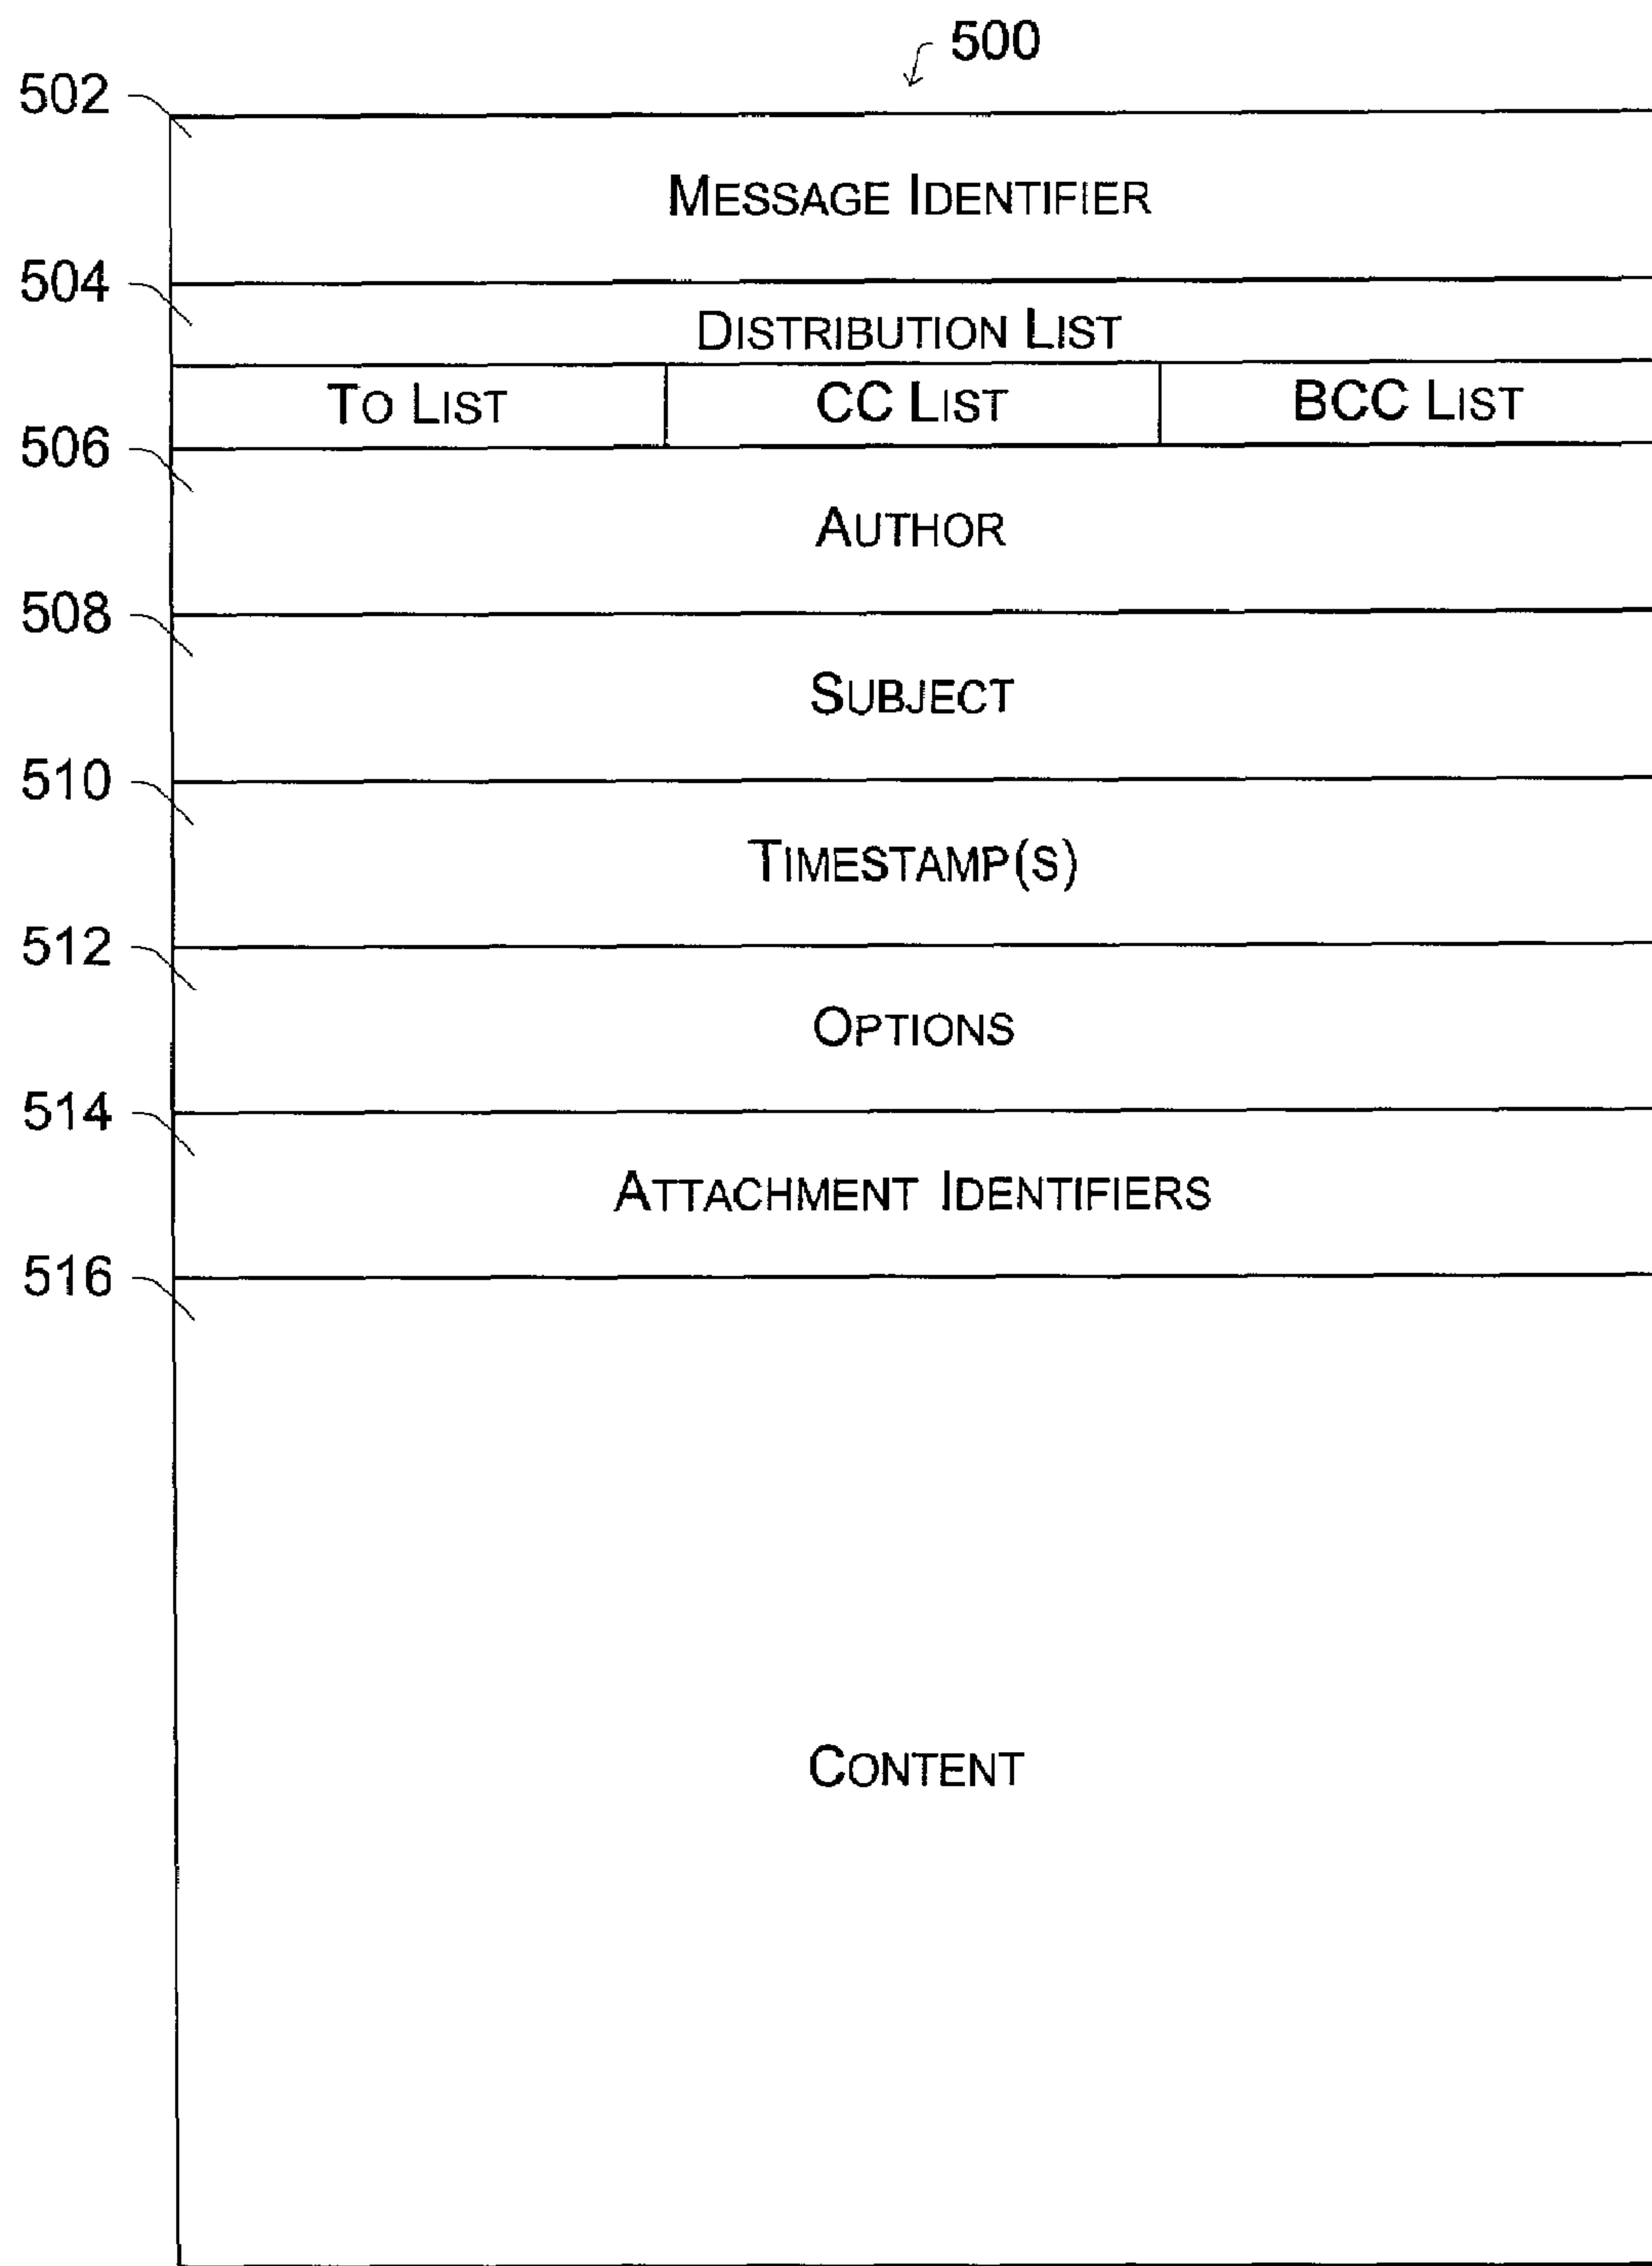 500
502
MESSAGE IDENTIFIER
504
DISTRIBUTION LIST
TO LIST CC LIST BCC LIST
506
AUTHOR
508
SUBJECT
510
TIMESTAMP(S)
512
OPTIONS
514
ATTACHMENT IDENTIFIERS
516
CONTENT